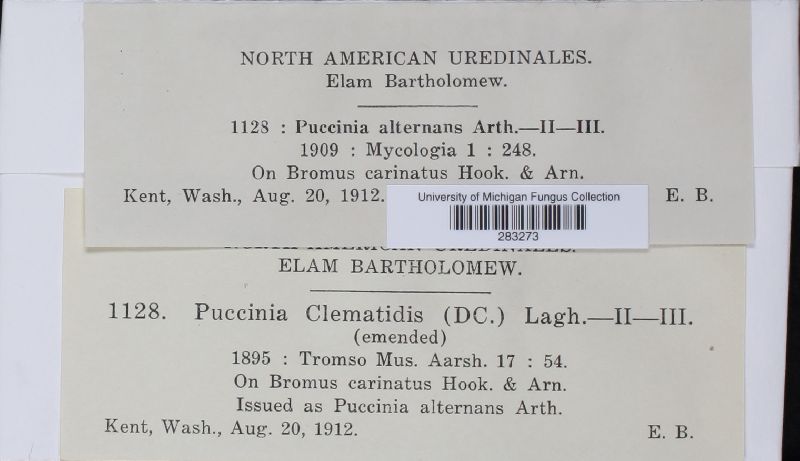 NORTH AMERICAN UREDINALES.
Elam Bartholomew.
1128 : Puccinia alternans Arth.—II—III.
1909 : Mycologia 1 : 248.
On Bromus carinatus Hook. & Arn.
Kent, Wash., Aug. 20, 1912.
E. B.
University of Michigan Fungus Collection
283273
NORTH AMERICAN UREDINALES.
ELAM BARTHOLOMEW.
1128. Puccinia Clematidis (DC.) Lagh.—II—III.
(emended)
1895 : Tromso Mus. Aarsh. 17 : 54.
On Bromus carinatus Hook. & Arn.
Issued as Puccinia alternans Arth.
Kent, Wash., Aug. 20, 1912.
E. B.